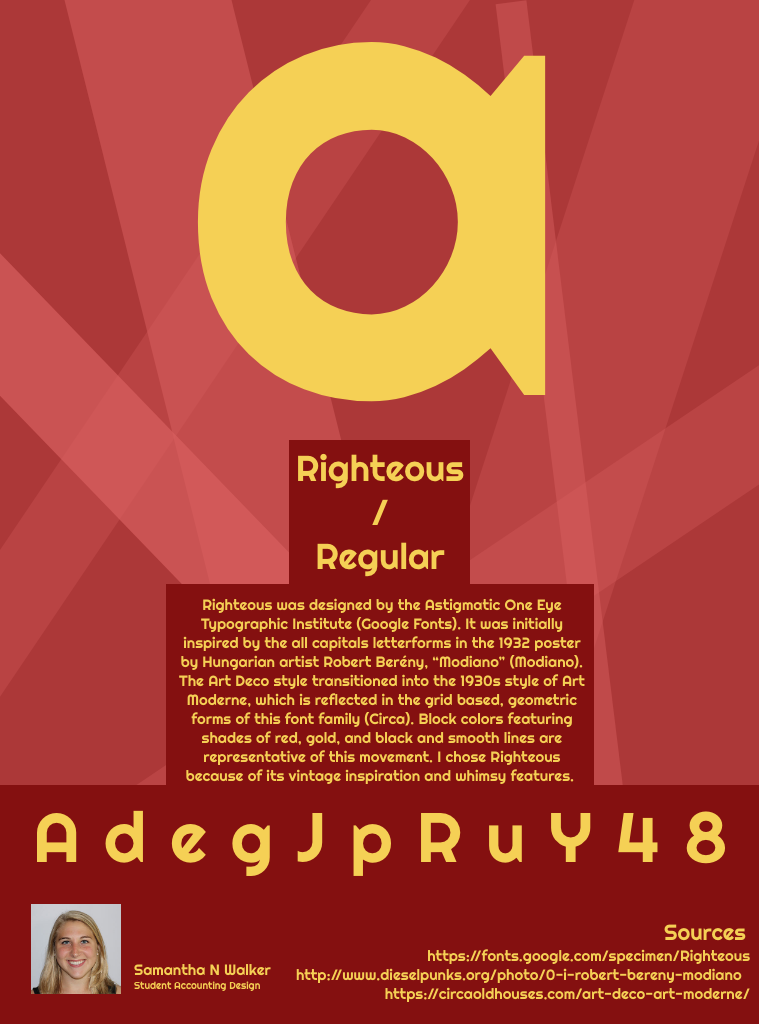 a
Righteous
/
Regular
Righteous was designed by the Astigmatic One Eye
Typographic Institute (Google Fonts). It was initially
inspired by the all capitals letterforms in the 1932 poster
by Hungarian artist Robert Berény, “Modiano” (Modiano).
The Art Deco style transitioned into the 1930s style of Art
Moderne, which is reflected in the grid based, geometric
forms of this font family (Circa). Block colors featuring
shades of red, gold, and black and smooth lines are
representative of this movement. I chose Righteous
because of its vintage inspiration and whimsy features.
A d e g J p R u Y 4 8
Samantha N Walker
Student Accounting Design
Sources
https://fonts.google.com/specimen/Righteous
http://www.dieselpunks.org/photo/0-i-robert-bereny-modiano
https://circaoldhouses.com/art-deco-art-moderne/